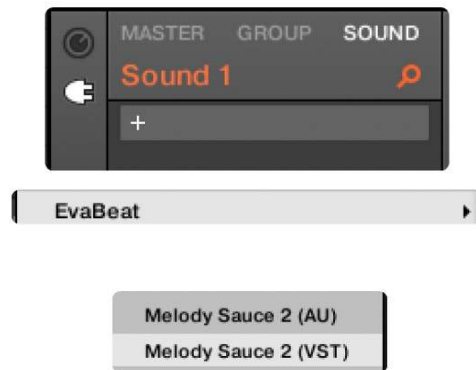 MASTER GROUP SOUND
Sound 1
+
EvaBeat
Melody Sauce 2 (AU)
Melody Sauce 2 (VST)